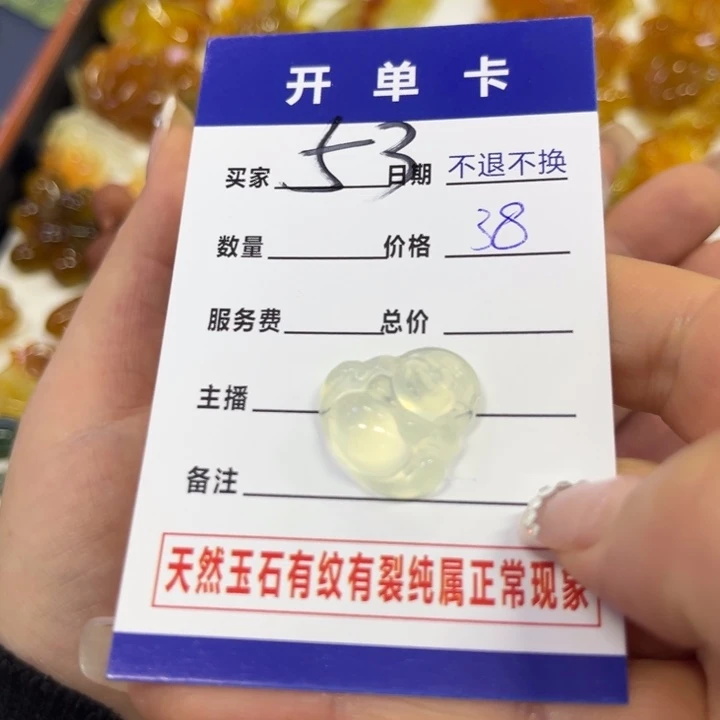 开单卡
买家 53 日期 不退不换
数量 价格 38
服务费 总价
主播
备注
天然玉石有纹有裂纯属正常现象